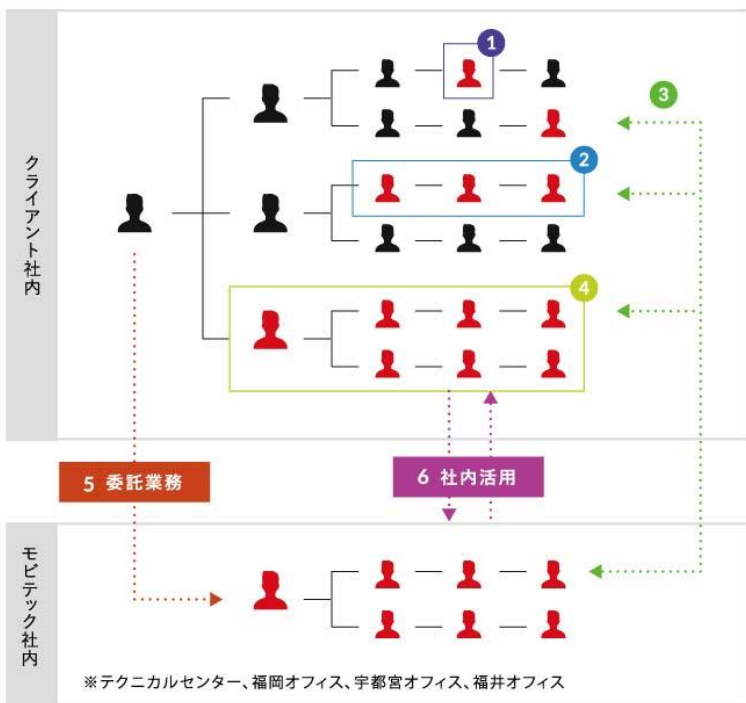 1
3
2
クライアント社内
4
5 委託業務
6 社内活用
モビテック社内
※テクニカルセンター、福岡オフィス、宇都宮オフィス、福井オフィス